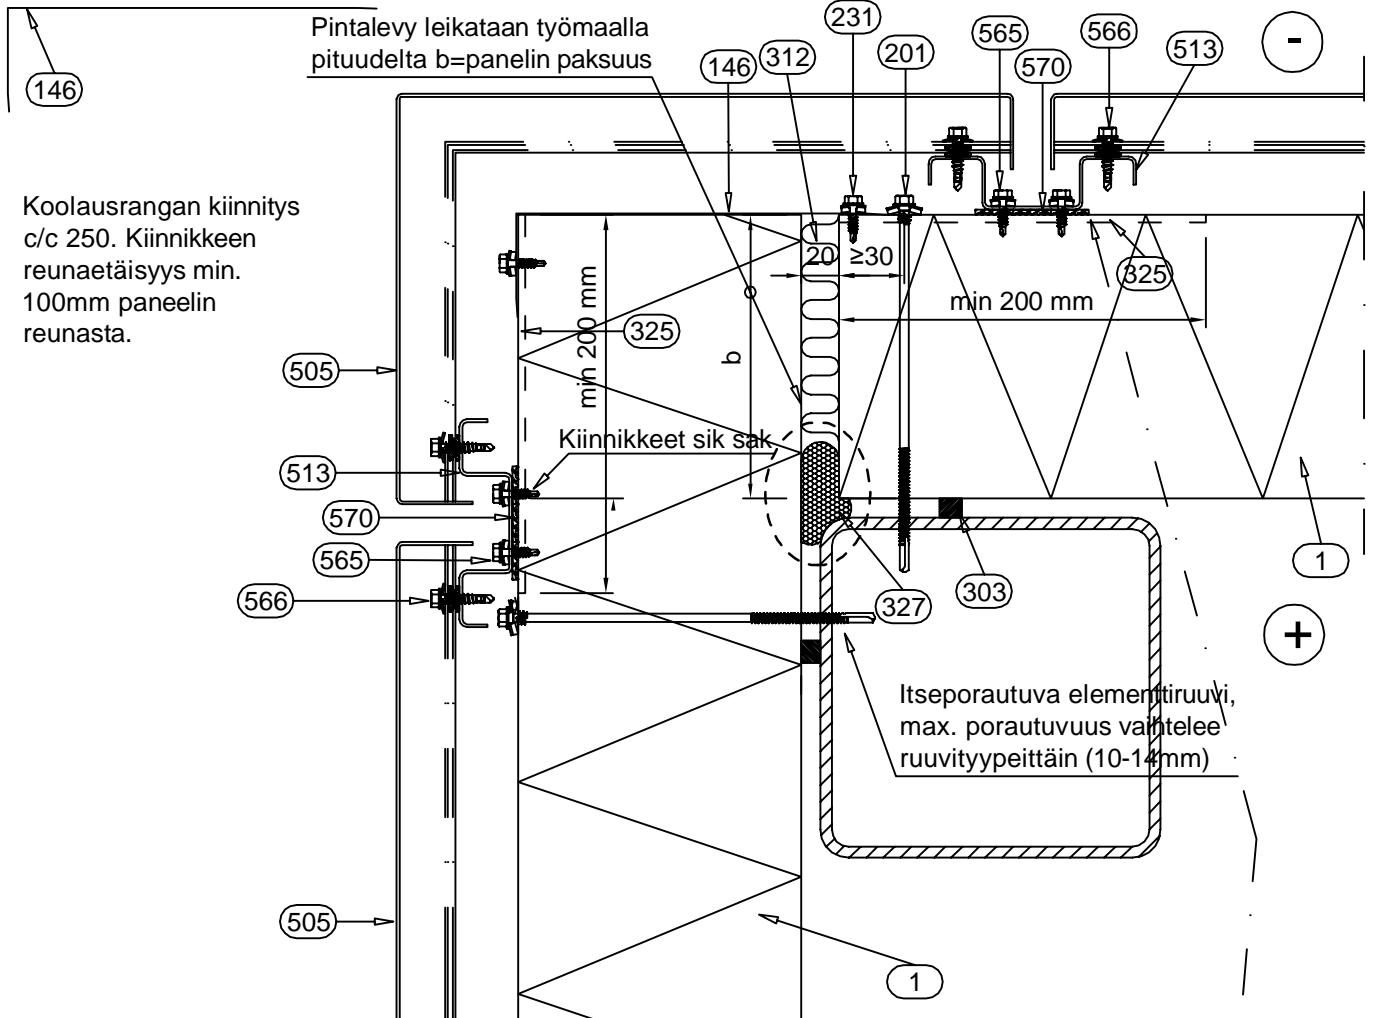 Pintalevy leikataan työmaalla
pituudelta b=panelin paksuus
231
565
566
-
146
312
201
570
513
146
Koolausrangan kiinnitys
c/c 250. Kiinnikkeen
reunaetäisyys min.
100mm paneelin
reunasta.
20
≥30
325
min 200 mm
325
min 200 mm
b
505
Kiinnikkeet sik sak
513
570
565
566
1
303
327
+
Itseporautuva elementtiruuvi,
max. porautuvuus vaihtelee
ruuvityypeittäin (10-14mm)
505
1